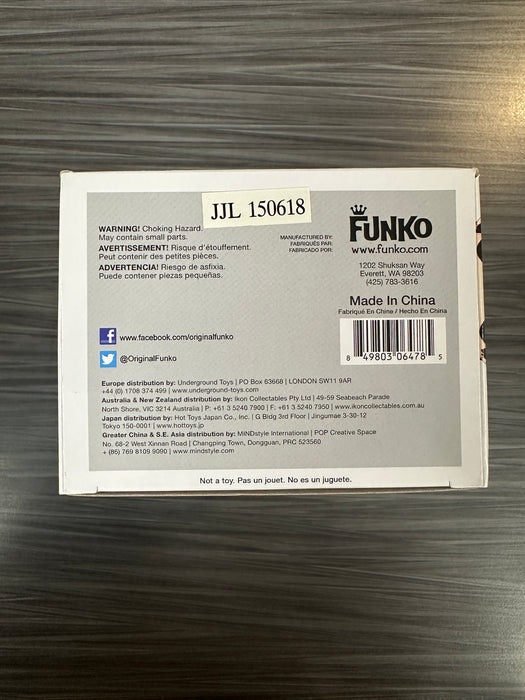 JJL 150618
WARNING! Choking Hazard.
May contain small parts.
AVERTISSEMENT! Risque d'étouffement.
Peut contenir des petites pièces.
ADVERTENCIA! Riesgo de asfixia.
Puede contener piezas pequeñas.
MANUFACTURED BY:
FABRIQUÉS PAR:
FABRICADO POR:
FUNKO
www.funko.com
1202 Shuksan Way
Everett, WA 98203
(425) 783-3616
Made In China
Fabriqué En Chine / Hecho En China
8 49803 06478 5
f www.facebook.com/originalfunko
@OriginalFunko
Europe distribution by: Underground Toys | PO Box 63668 | LONDON SW11 9AR
+44 (0) 1708 374 499 | www.underground-toys.com
Australia & New Zealand distribution by: Ikon Collectables Pty Ltd | 49-59 Seabeach Parade
North Shore, VIC 3214 Australia | P: +61 3 5240 7900 | F: +61 3 5240 7950 | www.ikoncollectables.com.au
Japan distribution by: Hot Toys Japan Co., Inc. | G Bldg 3rd Floor | Jingumae 3-30-12
Tokyo 150-0001 | www.hottoys.jp
Greater China & S.E. Asia distribution by: MINDstyle International | POP Creative Space
No. 68-2 West Xinnan Road | Changping Town, Dongguan, PRC 523560
+ (86) 769 8109 9090 | www.mindstyle.com
Not a toy. Pas un jouet. No es un juguete.